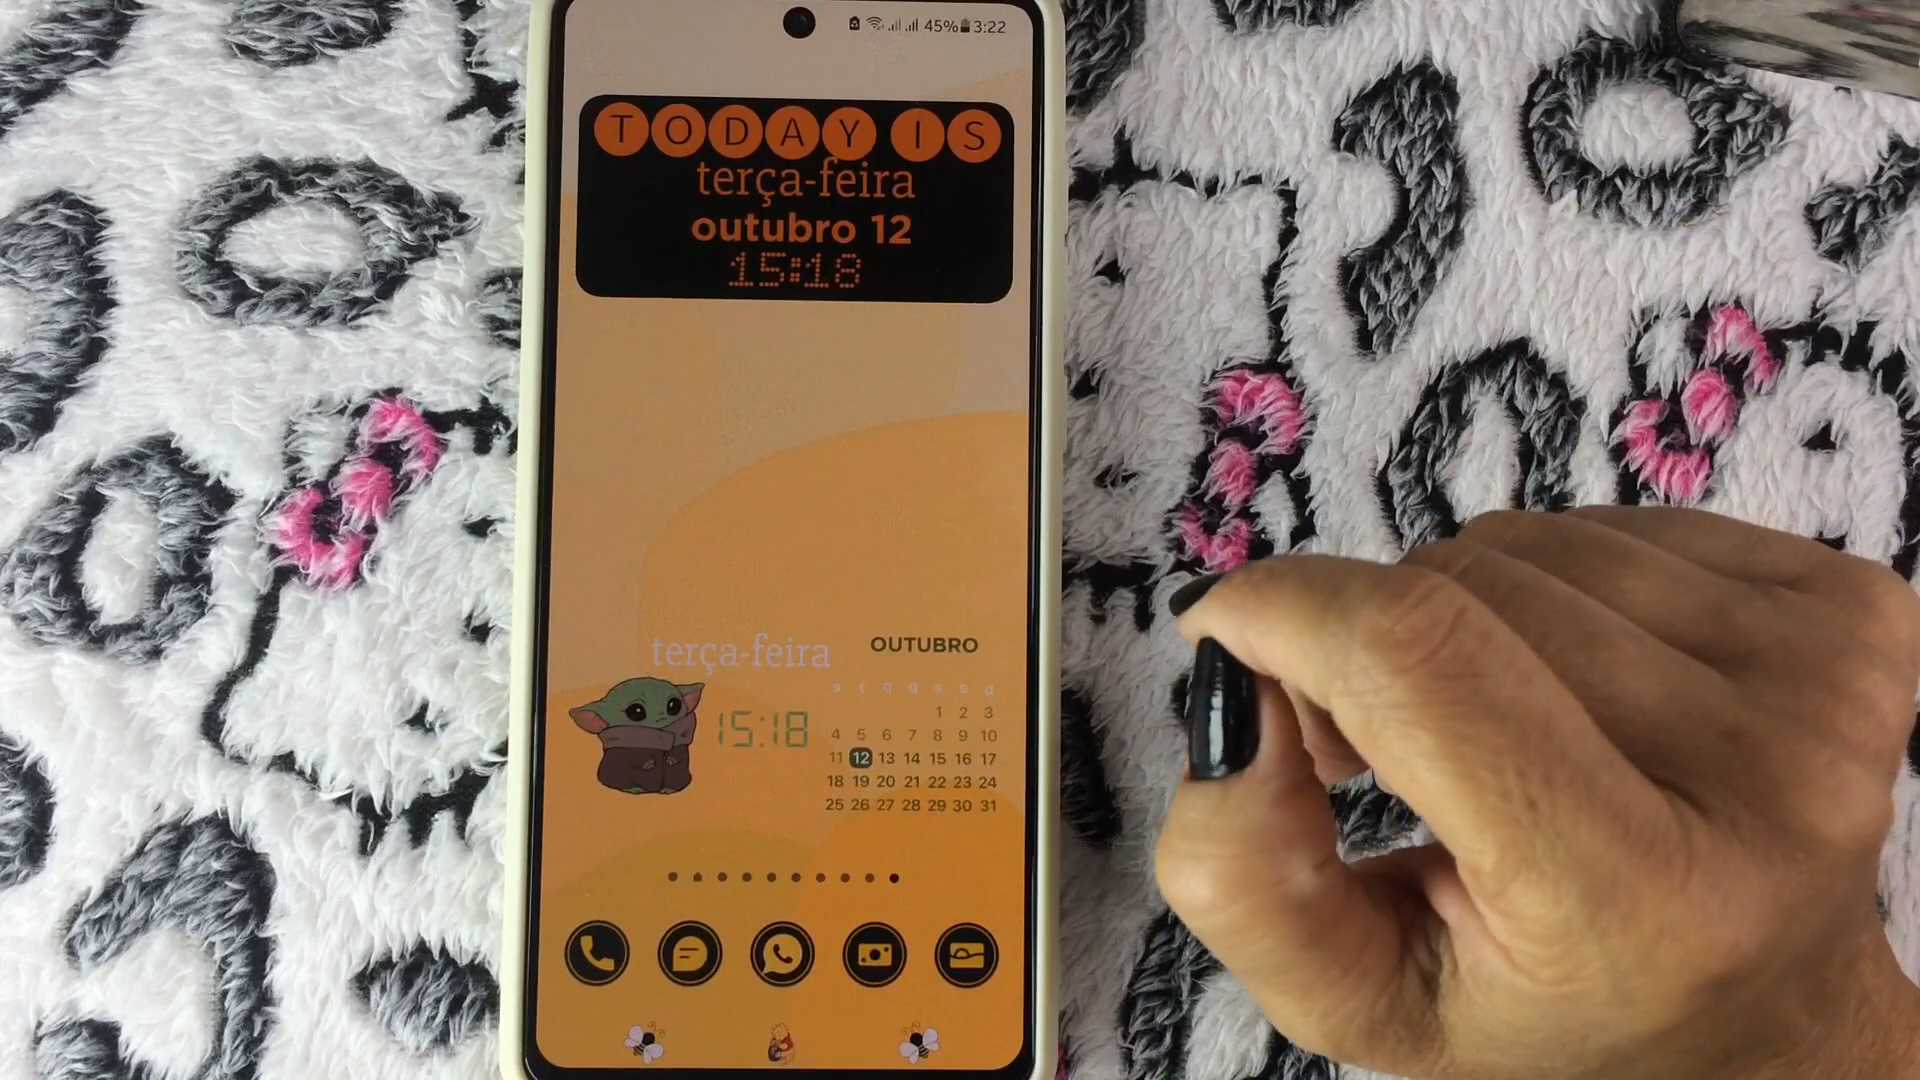 45% 3:22
TODAY IS
terça-feira
outubro 12
15:18
terça-feira
OUTUBRO
s t q q s s d
1 2 3
15:18
4 5 6 7 8 9 10
11 12 13 14 15 16 17
18 19 20 21 22 23 24
25 26 27 28 29 30 31